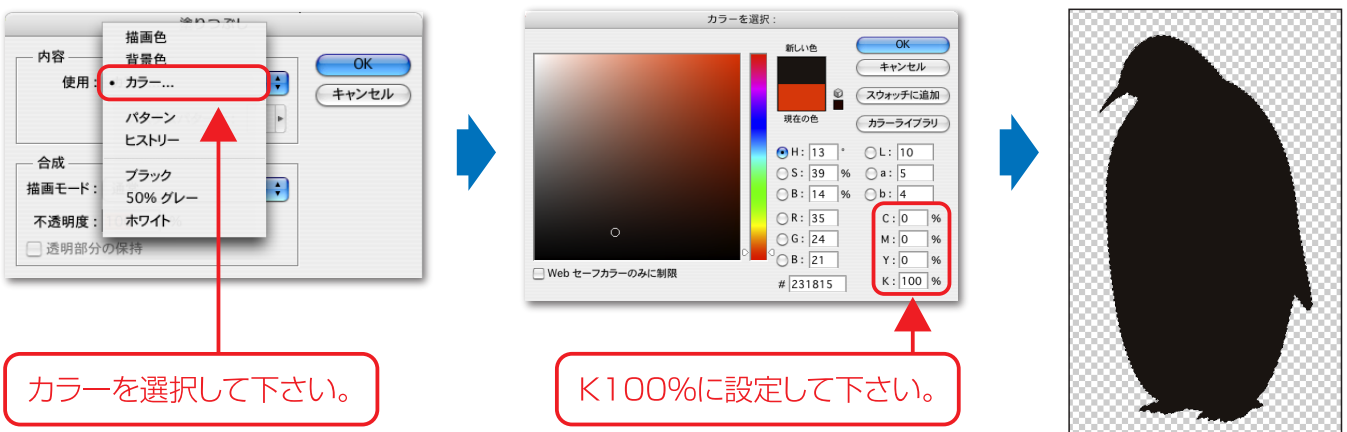 塗りつぶし
描画色
内容
背景色
使用：
• カラー...
パターン
ヒストリー
合成
ブラック
描画モード：
50% グレー
不透明度：
ホワイト
透明部分の保持
OK
キャンセル
カラーを選択して下さい。
カラーを選択：
新しい色
現在の色
OK
キャンセル
スウォッチに追加
カラーライブラリ
H： 13 °
L： 10
S： 39 %
a： 5
B： 14 %
b： 4
R： 35
C： 0 %
G： 24
M： 0 %
B： 21
Y： 0 %
# 231815
K： 100 %
Web セーフカラーのみに制限
K100%に設定して下さい。